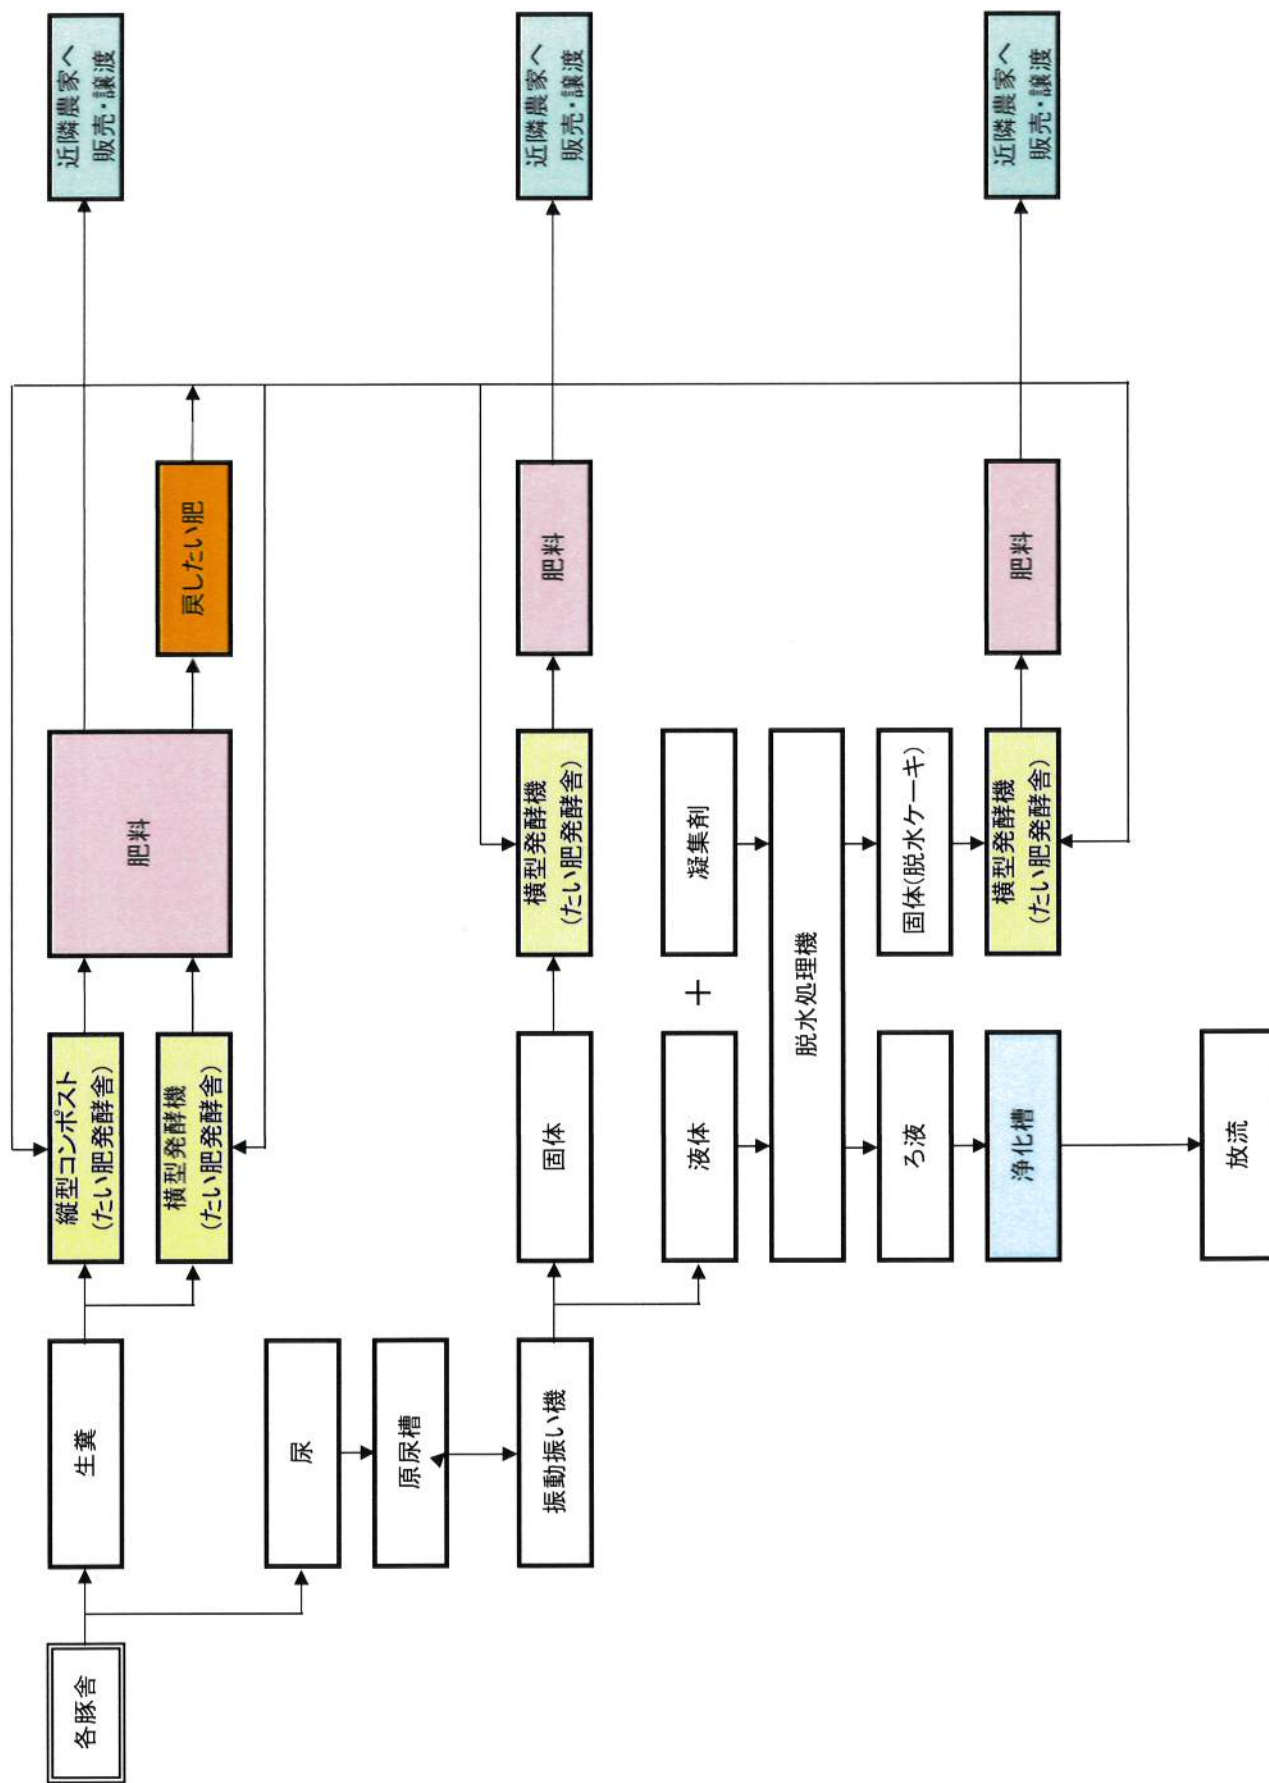 各豚舎
生糞
縦型コンポスト
(たい肥発酵舎)
横型発酵機
(たい肥発酵舎)
肥料
戻したい肥
近隣農家へ
販売・譲渡
尿
原尿槽
振動振い機
固体
横型発酵機
(たい肥発酵舎)
肥料
近隣農家へ
販売・譲渡
液体
+
凝集剤
脱水処理機
ろ液
固体(脱水ケーキ)
浄化槽
横型発酵機
(たい肥発酵舎)
肥料
近隣農家へ
販売・譲渡
放流